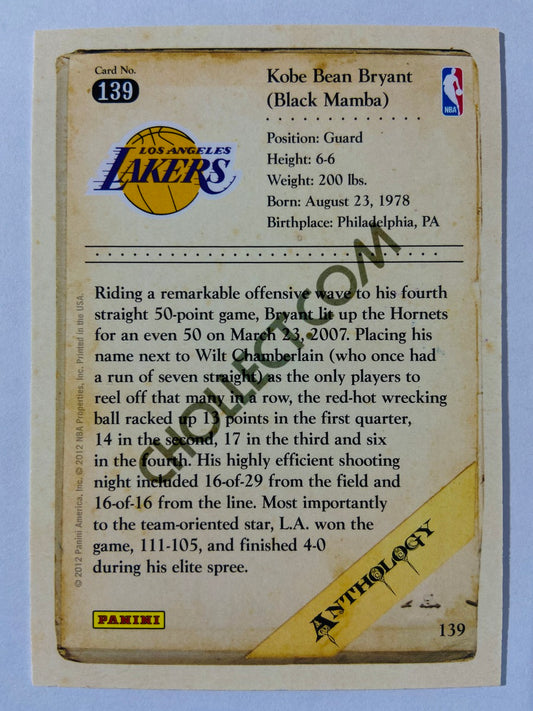 Card No.
139
Kobe Bean Bryant
(Black Mamba)
NBA
LOS ANGELES
LAKERS
Position: Guard
Height: 6-6
Weight: 200 lbs.
Born: August 23, 1978
Birthplace: Philadelphia, PA
Riding a remarkable offensive wave to his fourth
straight 50-point game, Bryant lit up the Hornets
for an even 50 on March 23, 2007. Placing his
name next to Wilt Chamberlain (who once had
a run of seven straight) as the only players to
reel off that many in a row, the red-hot wrecking
ball racked up 13 points in the first quarter,
14 in the second, 17 in the third and six
in the fourth. His highly efficient shooting
night included 16-of-29 from the field and
16-of-16 from the line. Most importantly
to the team-oriented star, L.A. won the
game, 111-105, and finished 4-0
during his elite spree.
© 2012 Panini America, Inc. © 2012 NBA Properties, Inc. Printed in the USA.
CHOLLECT.COM
ANTHOLOGY
PANINI
139